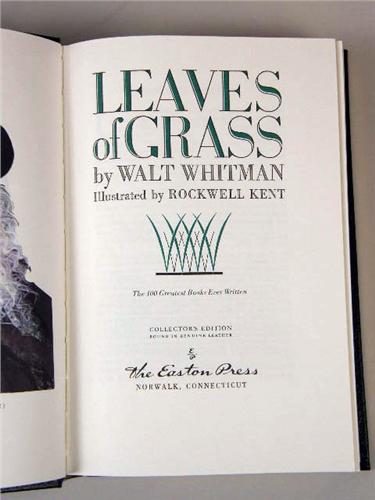 LEAVES
of GRASS
by WALT WHITMAN
Illustrated by ROCKWELL KENT
The 100 Greatest Books Ever Written
COLLECTOR'S EDITION
BOUND IN GENUINE LEATHER
The Easton Press
NORWALK, CONNECTICUT